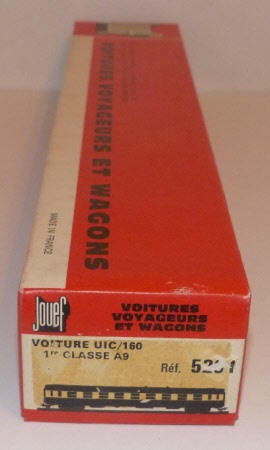 VOITURES VOYAGEURS ET WAGONS
MADE IN FRANCE
Jouef
VOITURES
VOYAGEURS
ET WAGONS
VOITURE UIC/160
1re CLASSE A9
Réf.